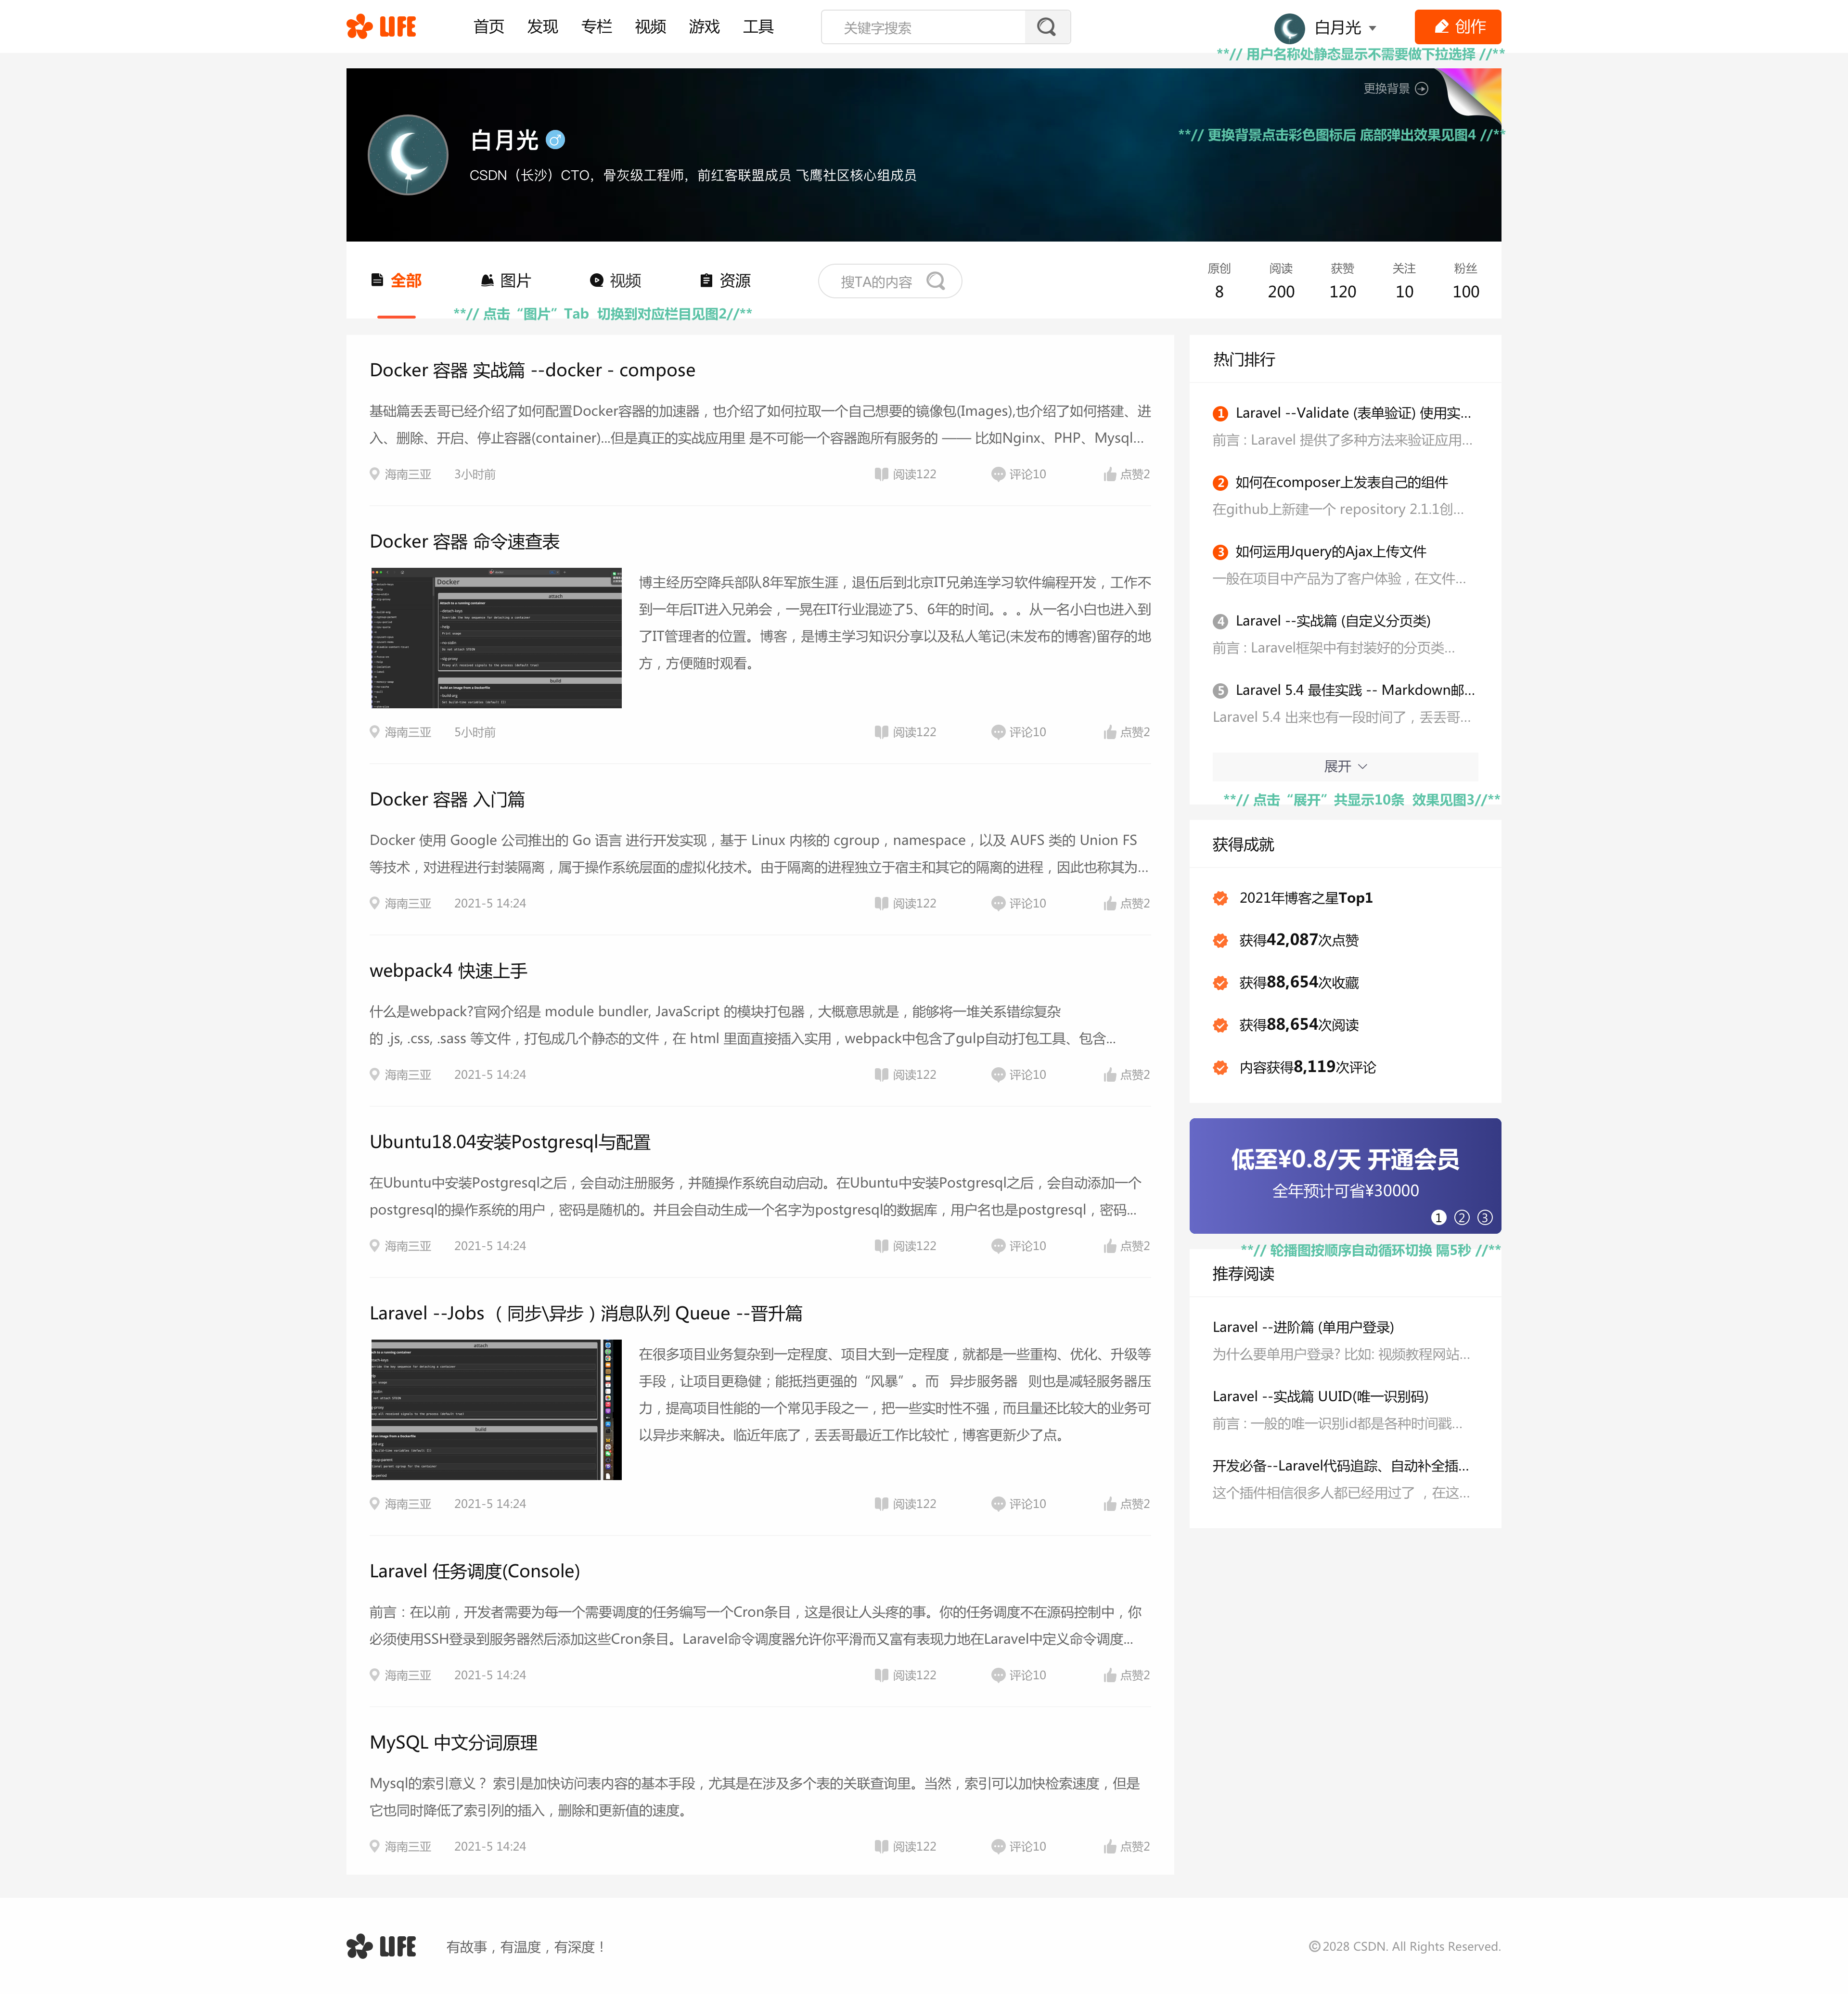 LIFE
首页 发现 专栏 视频 游戏 工具
关键字搜索
白月光
创作
**// 用户名称处静态显示不需要做下拉选择 //**
更换背景
**// 更换背景点击彩色图标后 底部弹出效果见图4 //**
白月光
CSDN（长沙）CTO，骨灰级工程师，前红客联盟成员 飞鹰社区核心组成员
全部 图片 视频 资源
搜TA的内容
原创 阅读 获赞 关注 粉丝
8 200 120 10 100
**// 点击“图片”Tab 切换到对应栏目见图2//**
Docker 容器 实战篇 --docker - compose
基础篇丢丢哥已经介绍了如何配置Docker容器的加速器，也介绍了如何拉取一个自己想要的镜像包(Images),也介绍了如何搭建、进
入、删除、开启、停止容器(container)...但是真正的实战应用里 是不可能一个容器跑所有服务的 —— 比如Nginx、PHP、Mysql...
海南三亚 3小时前 阅读122 评论10 点赞2
Docker 容器 命令速查表
Docker
attach
build
博主经历空降兵部队8年军旅生涯，退伍后到北京IT兄弟连学习软件编程开发，工作不
到一年后IT进入兄弟会，一晃在IT行业混迹了5、6年的时间。。。从一名小白也进入到
了IT管理者的位置。博客，是博主学习知识分享以及私人笔记(未发布的博客)留存的地
方，方便随时观看。
海南三亚 5小时前 阅读122 评论10 点赞2
Docker 容器 入门篇
Docker 使用 Google 公司推出的 Go 语言 进行开发实现，基于 Linux 内核的 cgroup，namespace，以及 AUFS 类的 Union FS
等技术，对进程进行封装隔离，属于操作系统层面的虚拟化技术。由于隔离的进程独立于宿主和其它的隔离的进程，因此也称其为...
海南三亚 2021-5 14:24 阅读122 评论10 点赞2
webpack4 快速上手
什么是webpack?官网介绍是 module bundler, JavaScript 的模块打包器，大概意思就是，能够将一堆关系错综复杂
的 .js, .css, .sass 等文件，打包成几个静态的文件，在 html 里面直接插入实用，webpack中包含了gulp自动打包工具、包含...
海南三亚 2021-5 14:24 阅读122 评论10 点赞2
Ubuntu18.04安装Postgresql与配置
在Ubuntu中安装Postgresql之后，会自动注册服务，并随操作系统自动启动。在Ubuntu中安装Postgresql之后，会自动添加一个
postgresql的操作系统的用户，密码是随机的。并且会自动生成一个名字为postgresql的数据库，用户名也是postgresql，密码...
海南三亚 2021-5 14:24 阅读122 评论10 点赞2
Laravel --Jobs （ 同步\异步 ) 消息队列 Queue --晋升篇
attach
build
在很多项目业务复杂到一定程度、项目大到一定程度，就都是一些重构、优化、升级等
手段，让项目更稳健；能抵挡更强的“风暴”。而 异步服务器 则也是减轻服务器压
力，提高项目性能的一个常见手段之一，把一些实时性不强，而且量还比较大的业务可
以异步来解决。临近年底了，丢丢哥最近工作比较忙，博客更新少了点。
海南三亚 2021-5 14:24 阅读122 评论10 点赞2
Laravel 任务调度(Console)
前言：在以前，开发者需要为每一个需要调度的任务编写一个Cron条目，这是很让人头疼的事。你的任务调度不在源码控制中，你
必须使用SSH登录到服务器然后添加这些Cron条目。Laravel命令调度器允许你平滑而又富有表现力地在Laravel中定义命令调度...
海南三亚 2021-5 14:24 阅读122 评论10 点赞2
MySQL 中文分词原理
Mysql的索引意义？ 索引是加快访问表内容的基本手段，尤其是在涉及多个表的关联查询里。当然，索引可以加快检索速度，但是
它也同时降低了索引列的插入，删除和更新值的速度。
海南三亚 2021-5 14:24 阅读122 评论10 点赞2
热门排行
1 Laravel --Validate (表单验证) 使用实...
前言 : Laravel 提供了多种方法来验证应用...
2 如何在composer上发表自己的组件
在github上新建一个 repository 2.1.1创...
3 如何运用Jquery的Ajax上传文件
一般在项目中产品为了客户体验，在文件...
4 Laravel --实战篇 (自定义分页类)
前言 : Laravel框架中有封装好的分页类...
5 Laravel 5.4 最佳实践 -- Markdown邮...
Laravel 5.4 出来也有一段时间了，丢丢哥...
展开
**// 点击“展开”共显示10条 效果见图3//**
获得成就
2021年博客之星Top1
获得42,087次点赞
获得88,654次收藏
获得88,654次阅读
内容获得8,119次评论
低至¥0.8/天 开通会员
全年预计可省¥30000
1 2 3
**// 轮播图按顺序自动循环切换 隔5秒 //**
推荐阅读
Laravel --进阶篇 (单用户登录)
为什么要单用户登录? 比如: 视频教程网站...
Laravel --实战篇 UUID(唯一识别码)
前言 : 一般的唯一识别id都是各种时间戳...
开发必备--Laravel代码追踪、自动补全插...
这个插件相信很多人都已经用过了 ，在这...
LIFE
有故事，有温度，有深度！
©2028 CSDN. All Rights Reserved.